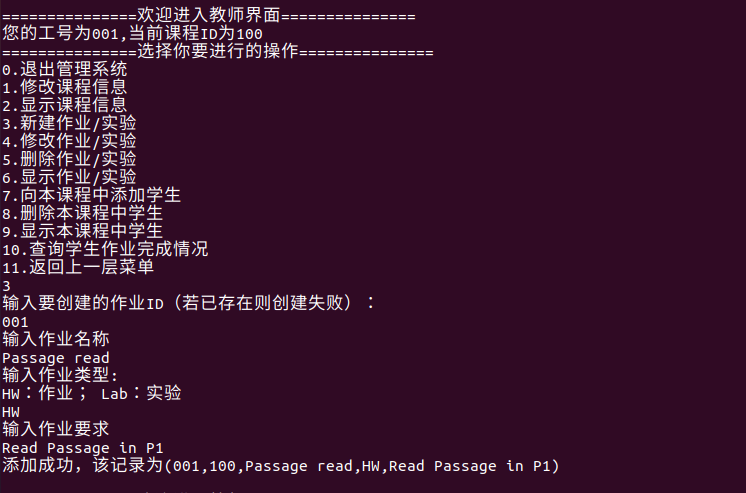 ===============欢迎进入教师界面===============
您的工号为001,当前课程ID为100
===============选择你要进行的操作===============
0.退出管理系统
1.修改课程信息
2.显示课程信息
3.新建作业/实验
4.修改作业/实验
5.删除作业/实验
6.显示作业/实验
7.向本课程中添加学生
8.删除本课程中学生
9.显示本课程中学生
10.查询学生作业完成情况
11.返回上一层菜单
3
输入要创建的作业ID（若已存在则创建失败）：
001
输入作业名称
Passage read
输入作业类型:
HW：作业； Lab：实验
HW
输入作业要求
Read Passage in P1
添加成功，该记录为(001,100,Passage read,HW,Read Passage in P1)